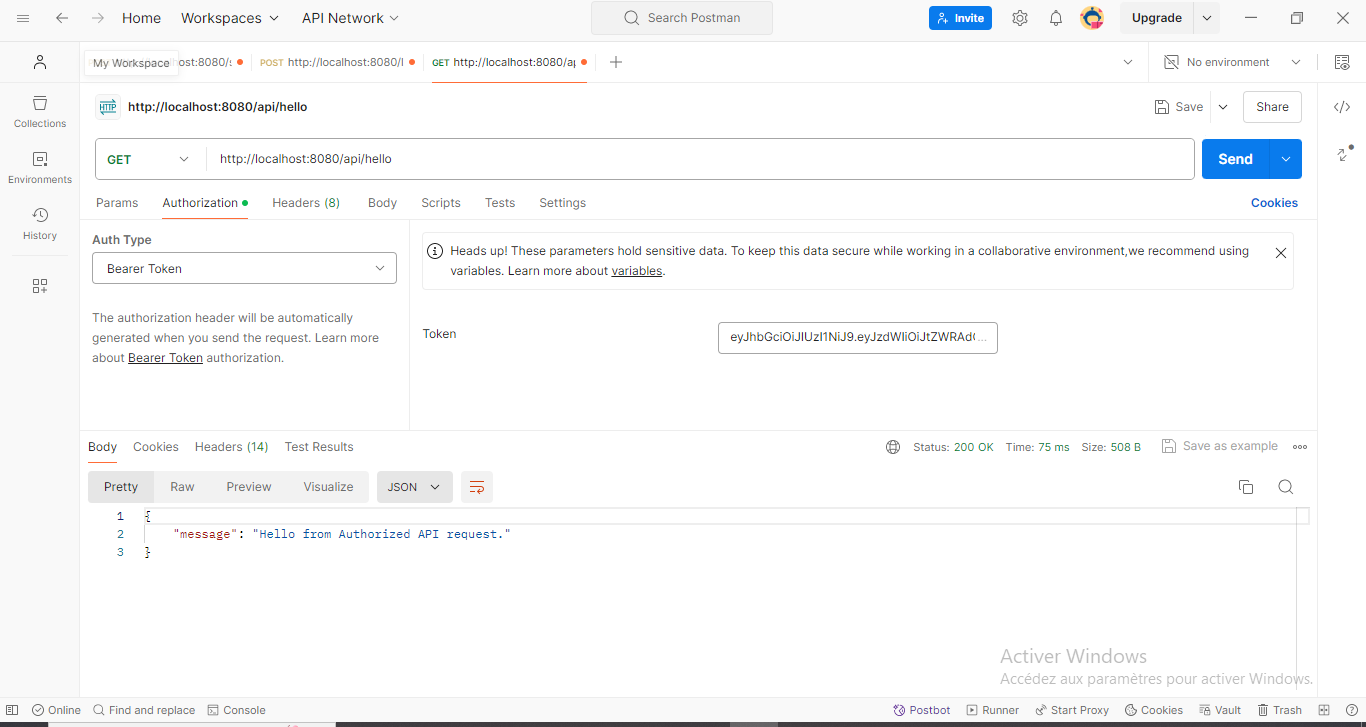 Home Workspaces API Network Search Postman Invite Upgrade
My Workspace ost:8080/s POST http://localhost:8080/l GET http://localhost:8080/ap No environment
HTTP http://localhost:8080/api/hello Save Share
Collections
GET http://localhost:8080/api/hello Send
Environments
Params Authorization Headers (8) Body Scripts Tests Settings Cookies
History
Auth Type
Bearer Token
The authorization header will be automatically
generated when you send the request. Learn more
about Bearer Token authorization.
Heads up! These parameters hold sensitive data. To keep this data secure while working in a collaborative environment,we recommend using
variables. Learn more about variables.
Token eyJhbGciOiJIUzI1NiJ9.eyJzdWIiOiJtZWRAd...
Body Cookies Headers (14) Test Results Status: 200 OK Time: 75 ms Size: 508 B Save as example
Pretty Raw Preview Visualize JSON
1 {
2 "message": "Hello from Authorized API request."
3 }
Activer Windows
Accédez aux paramètres pour activer Windows.
Online Find and replace Console Postbot Runner Start Proxy Cookies Vault Trash